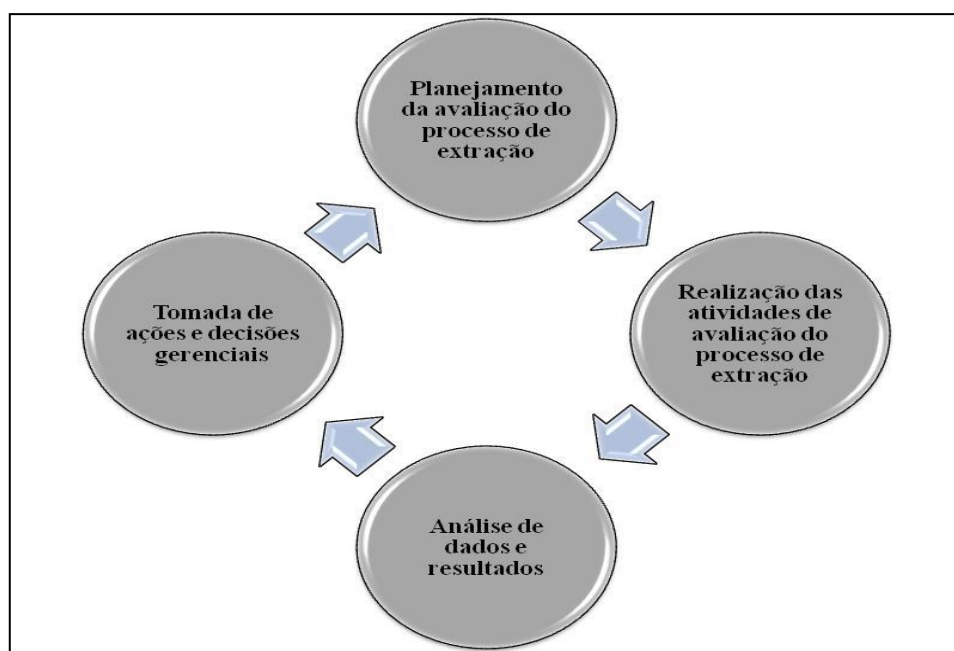 Planejamento
da avaliação do
processo de
extração
Realização das
atividades de
avaliação do
processo de
extração
Análise de
dados e
resultados
Tomada de
ações e decisões
gerenciais